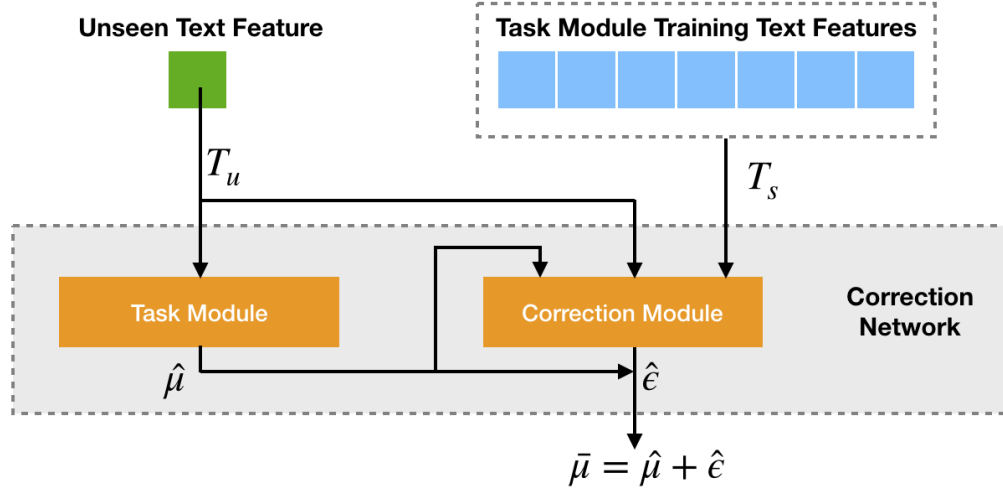 Unseen Text Feature
Task Module Training Text Features
T_u
T_s
Task Module
Correction Module
Correction
Network
μ̂
ε̂
μ̄ = μ̂ + ε̂